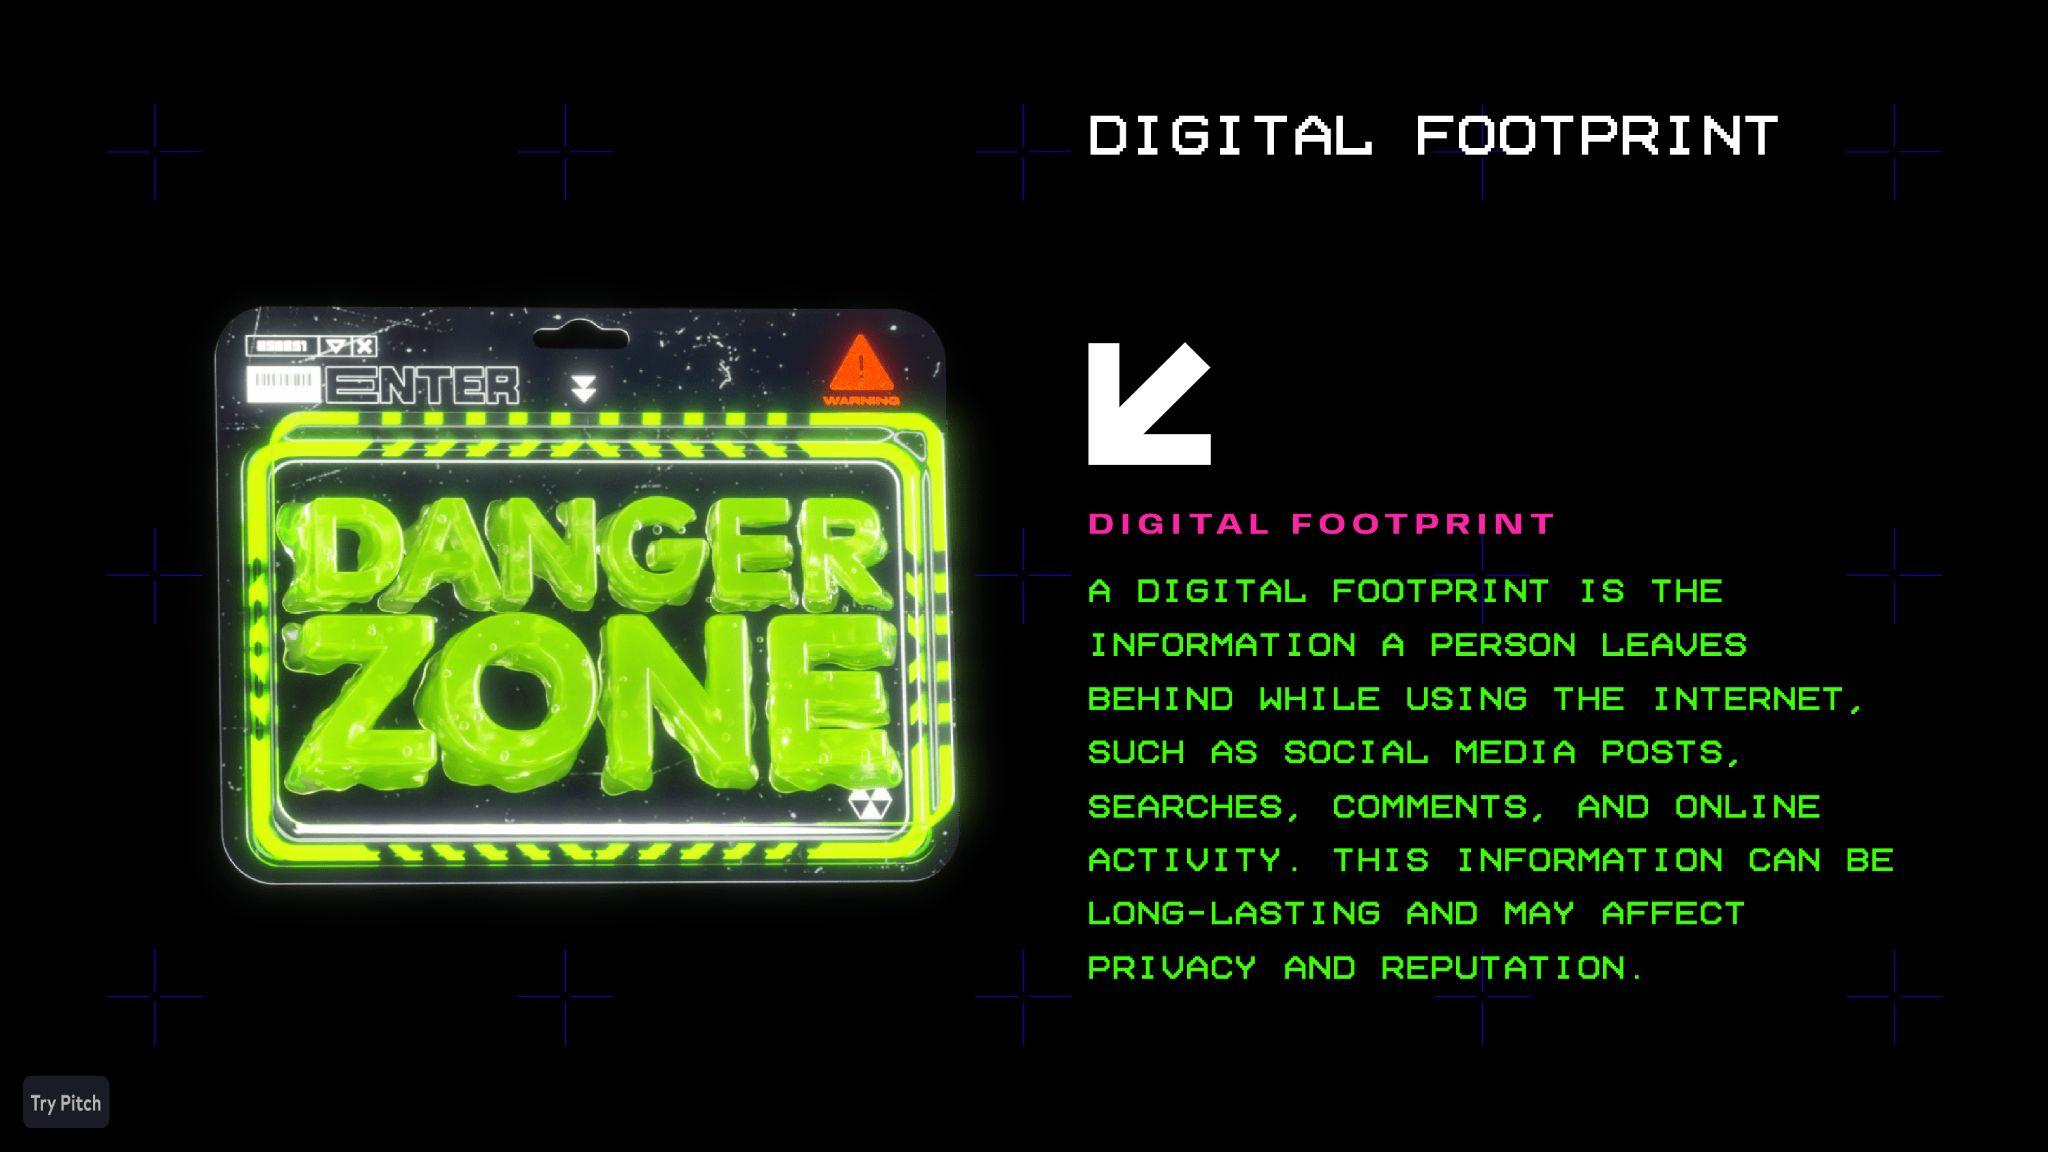 DIGITAL FOOTPRINT
ENTER
WARNING
DANGER
ZONE
DIGITAL FOOTPRINT
A DIGITAL FOOTPRINT IS THE
INFORMATION A PERSON LEAVES
BEHIND WHILE USING THE INTERNET,
SUCH AS SOCIAL MEDIA POSTS,
SEARCHES, COMMENTS, AND ONLINE
ACTIVITY. THIS INFORMATION CAN BE
LONG-LASTING AND MAY AFFECT
PRIVACY AND REPUTATION.
Try Pitch